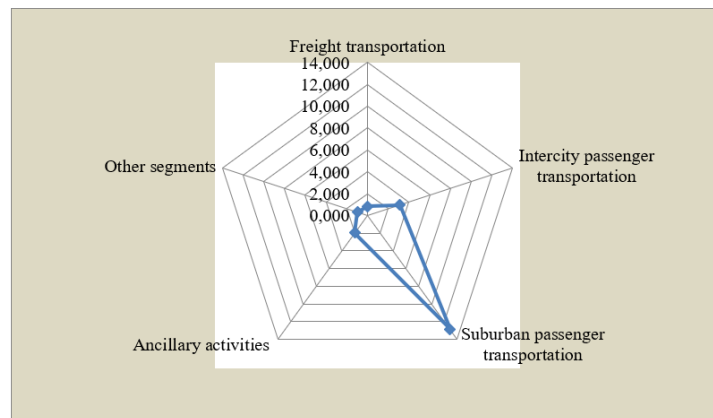 Freight transportation
14,000
12,000
10,000
8,000
6,000
4,000
2,000
0,000
Intercity passenger
transportation
Other segments
Ancillary activities
Suburban passenger
transportation